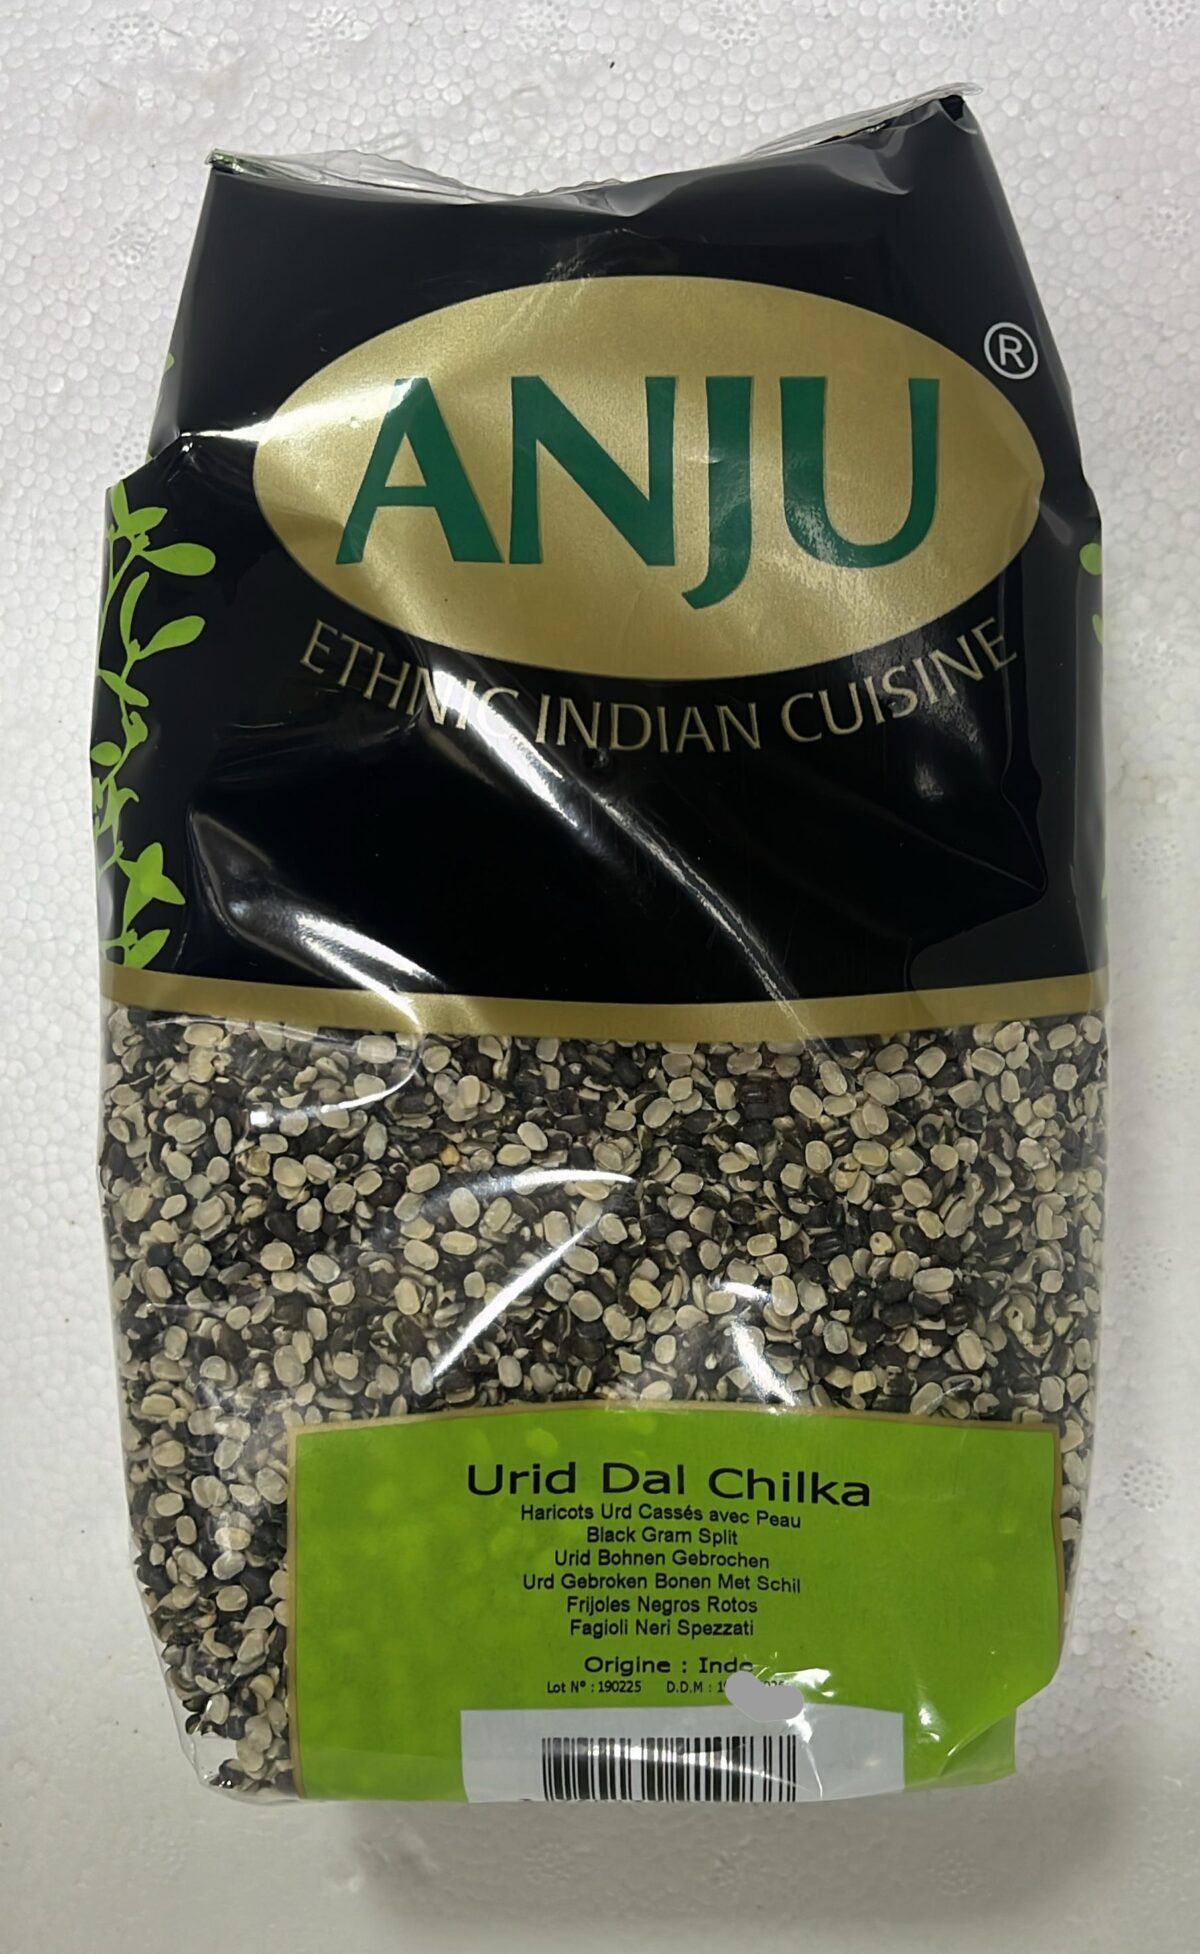 ANJU
®
ETHNIC INDIAN CUISINE
Urid Dal Chilka
Haricots Urd Cassés avec Peau
Black Gram Split
Urid Bohnen Gebrochen
Urd Gebroken Bonen Met Schil
Frijoles Negros Rotos
Fagioli Neri Spezzati
Origine : Inde
Lot N° : 190225 D.D.M :